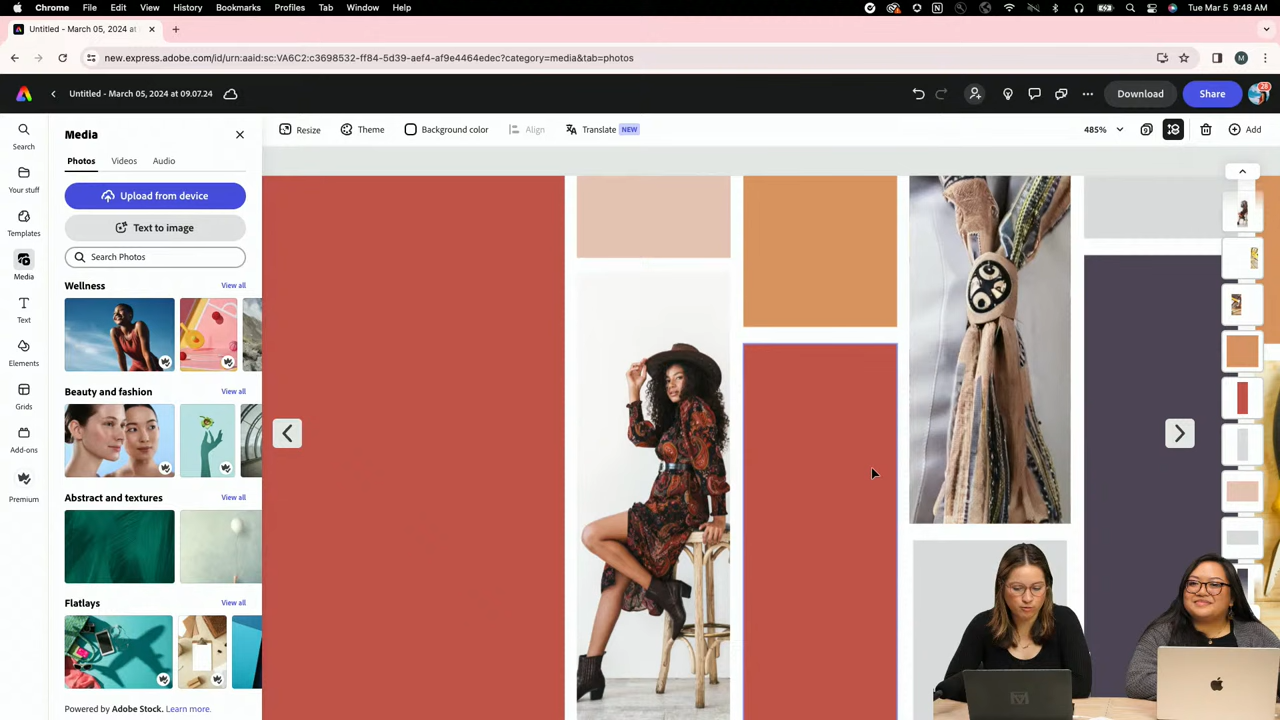 Chrome File Edit View History Bookmarks Profiles Tab Window Help
Tue Mar 5 9:48 AM
Untitled - March 05, 2024 at
new.express.adobe.com/id/urn:aaid:sc:VA6C2:c3698532-ff84-5d39-aef4-af9e4464edec?category=media&tab=photos
M
Untitled - March 05, 2024 at 09.07.24
Download
Share
28
Search
Your stuff
Templates
Media
Text
Elements
Grids
Add-ons
Premium
Media
Photos Videos Audio
Upload from device
Text to image
Search Photos
Wellness View all
Beauty and fashion View all
Abstract and textures View all
Flatlays View all
Powered by Adobe Stock. Learn more.
Resize Theme Background color Align Translate NEW
485%
9
Add